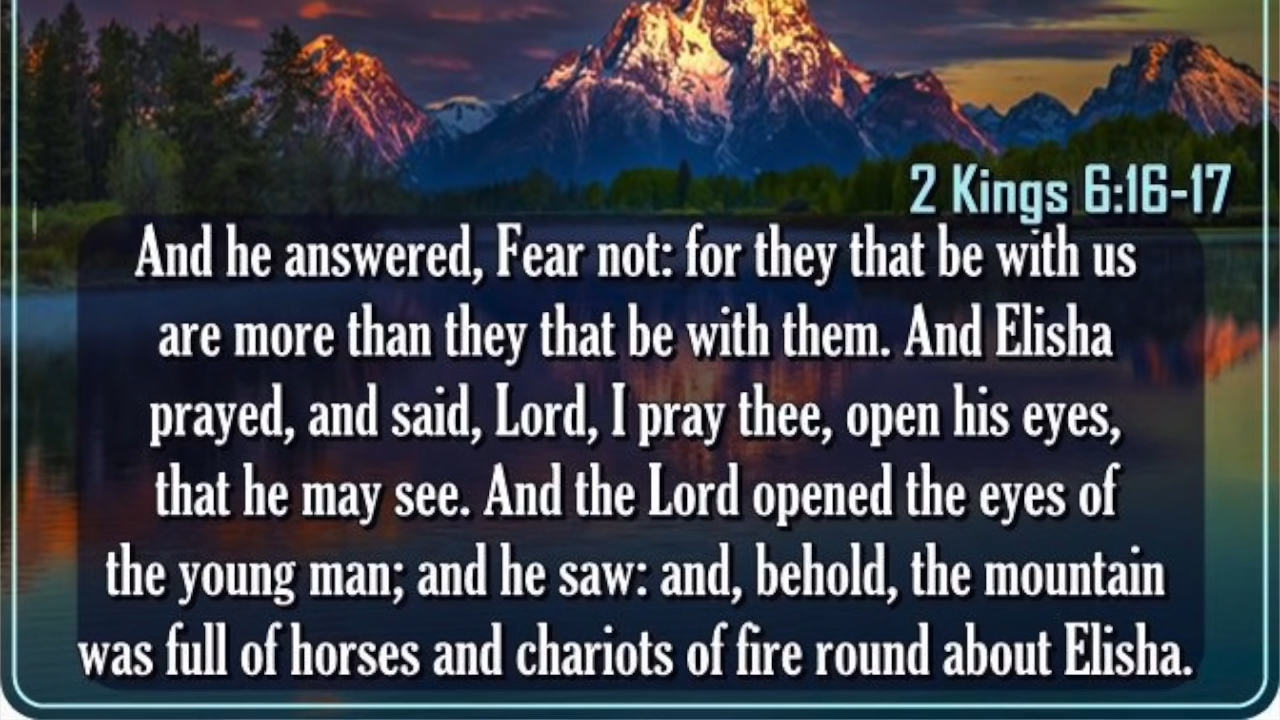 2 Kings 6:16-17
And he answered, Fear not: for they that be with us
are more than they that be with them. And Elisha
prayed, and said, Lord, I pray thee, open his eyes,
that he may see. And the Lord opened the eyes of
the young man; and he saw: and, behold, the mountain
was full of horses and chariots of fire round about Elisha.